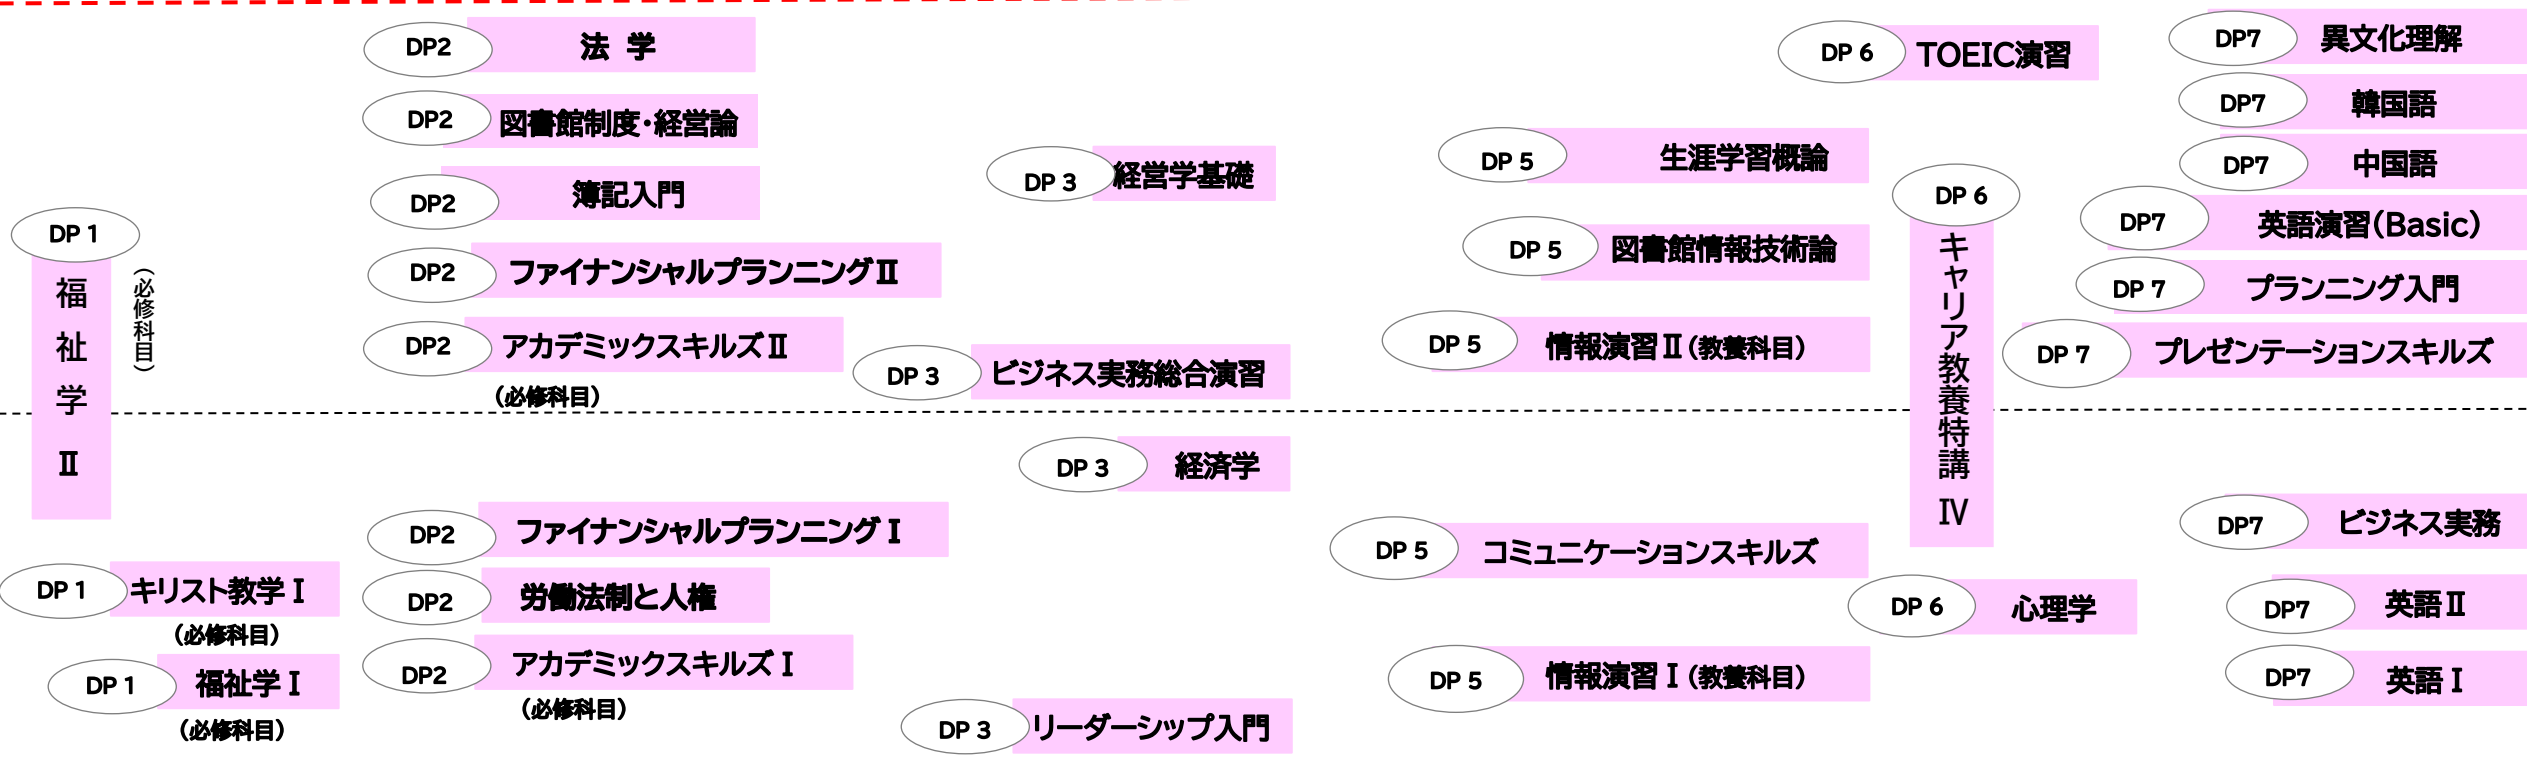 DP 1
福祉学Ⅱ
(必修科目)
DP 1 キリスト教学Ⅰ
(必修科目)
DP 1 福祉学Ⅰ
(必修科目)
DP2 法 学
DP2 図書館制度・経営論
DP2 簿記入門
DP2 ファイナンシャルプランニングⅡ
DP2 アカデミックスキルズⅡ
(必修科目)
DP2 ファイナンシャルプランニングⅠ
DP2 労働法制と人権
DP2 アカデミックスキルズⅠ
(必修科目)
DP 3 経営学基礎
DP 3 ビジネス実務総合演習
DP 3 経済学
DP 3 リーダーシップ入門
DP 5 生涯学習概論
DP 5 図書館情報技術論
DP 5 情報演習Ⅱ(教養科目)
DP 5 コミュニケーションスキルズ
DP 5 情報演習Ⅰ(教養科目)
DP 6 TOEIC演習
DP 6
キャリア教養特講Ⅳ
DP 6 心理学
DP7 異文化理解
DP7 韓国語
DP7 中国語
DP7 英語演習(Basic)
DP 7 プランニング入門
DP 7 プレゼンテーションスキルズ
DP7 ビジネス実務
DP7 英語Ⅱ
DP7 英語Ⅰ